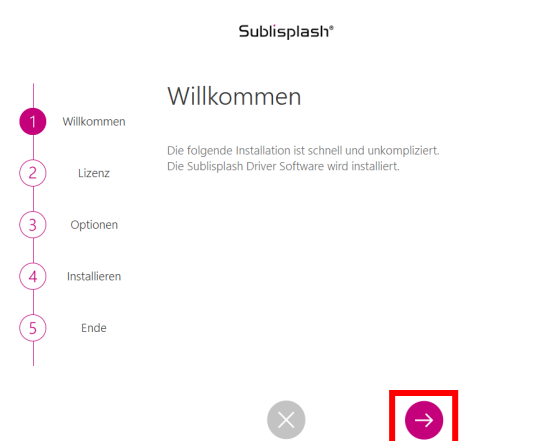 Sublisplash®
Willkommen
Die folgende Installation ist schnell und unkompliziert.
Die Sublisplash Driver Software wird installiert.
1 Willkommen
2 Lizenz
3 Optionen
4 Installieren
5 Ende